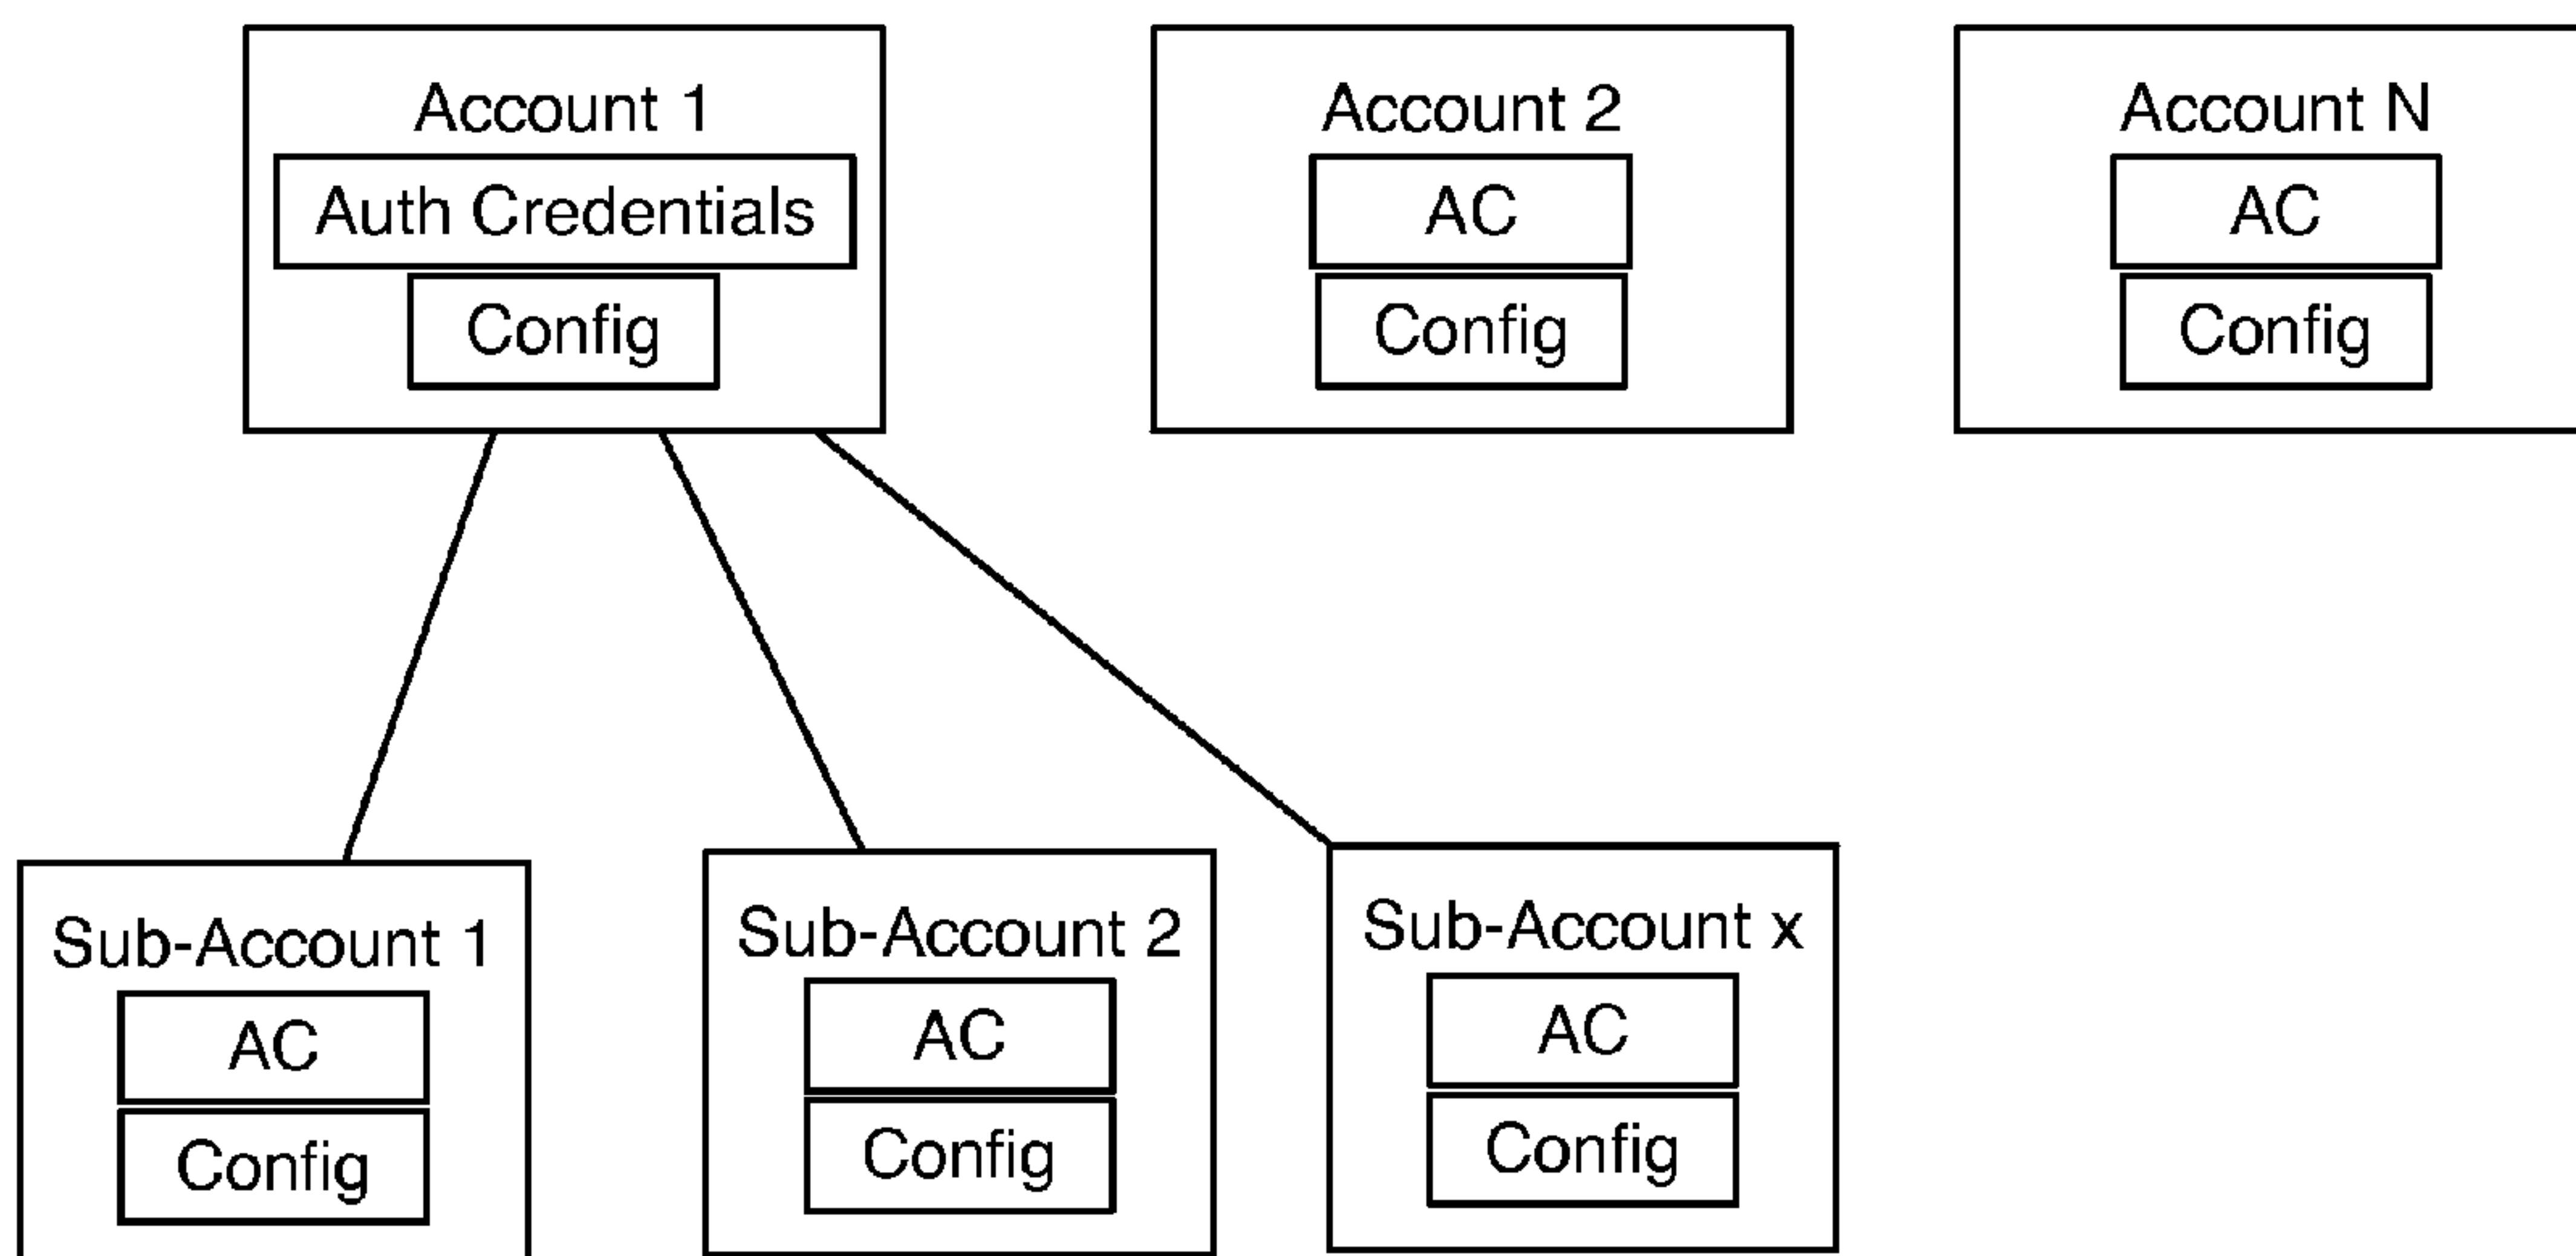 Account 1
Auth Credentials
Config
Account 2
AC
Config
Account N
AC
Config
Sub-Account 1
AC
Config
Sub-Account 2
AC
Config
Sub-Account x
AC
Config